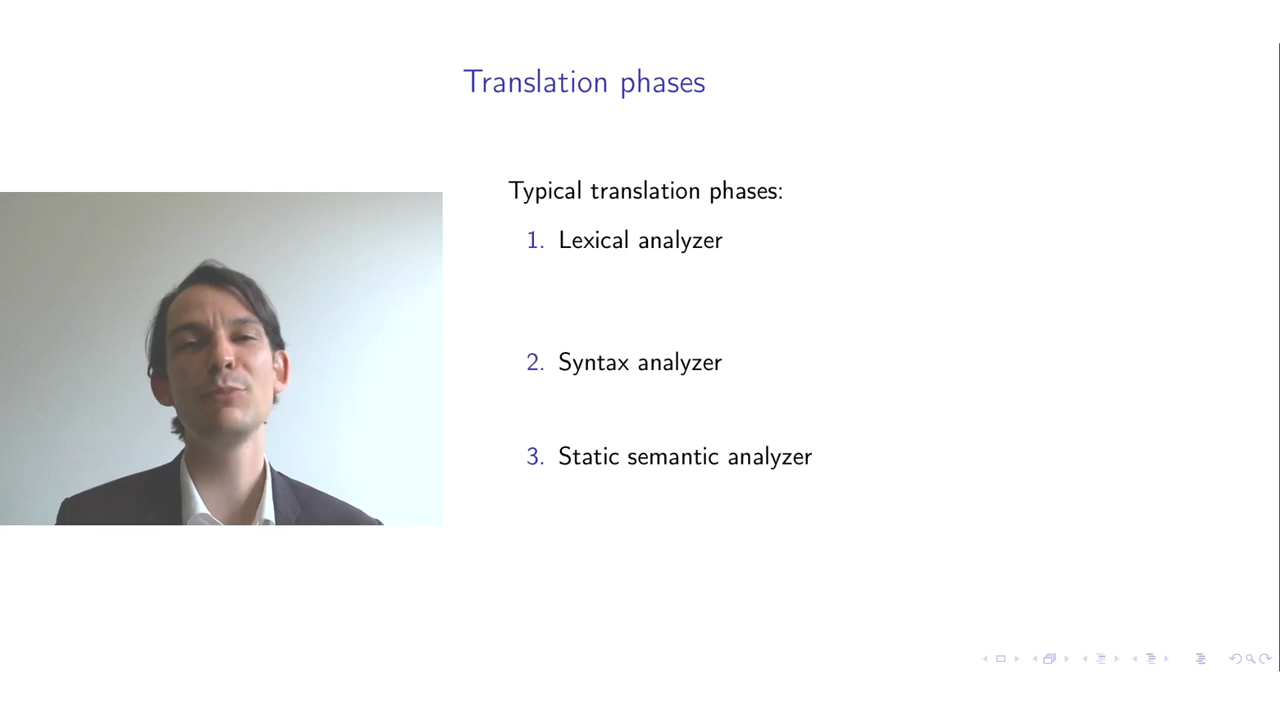 Translation phases
Typical translation phases:
1. Lexical analyzer
2. Syntax analyzer
3. Static semantic analyzer